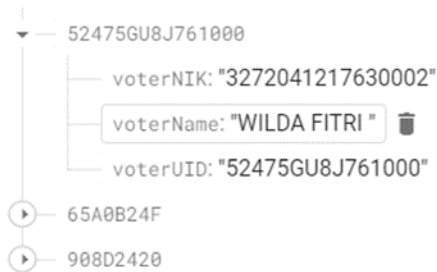 52475GU8J761000
voterNIK: "3272041217630002"
voterName: "WILDA FITRI "
voterUID: "52475GU8J761000"
65A0B24F
908D2420